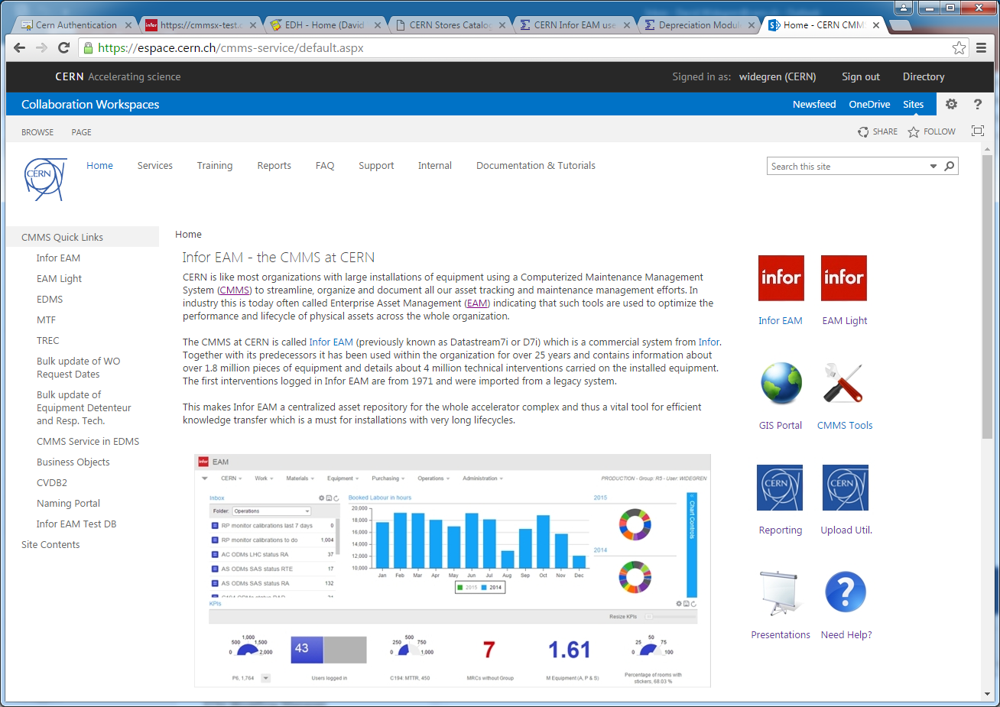 Cern Authentication
https://cmmsx-test.c
EDH - Home (David
CERN Stores Catalog
CERN Infor EAM use
Depreciation Modul
Home - CERN CMM
https://espace.cern.ch/cmms-service/default.aspx
CERN Accelerating science
Signed in as: widegren (CERN) Sign out Directory
Collaboration Workspaces
Newsfeed OneDrive Sites ?
BROWSE PAGE
SHARE FOLLOW
CERN
Home Services Training Reports FAQ Support Internal Documentation & Tutorials
Search this site
CMMS Quick Links
Infor EAM
EAM Light
EDMS
MTF
TREC
Bulk update of WO
Request Dates
Bulk update of
Equipment Detenteur
and Resp. Tech.
CMMS Service in EDMS
Business Objects
CVDB2
Naming Portal
Infor EAM Test DB
Site Contents
Home
Infor EAM - the CMMS at CERN
CERN is like most organizations with large installations of equipment using a Computerized Maintenance Management
System (CMMS) to streamline, organize and document all our asset tracking and maintenance management efforts. In
industry this is today often called Enterprise Asset Management (EAM) indicating that such tools are used to optimize the
performance and lifecycle of physical assets across the whole organization.
The CMMS at CERN is called Infor EAM (previously known as Datastream7i or D7i) which is a commercial system from Infor.
Together with its predecessors it has been used within the organization for over 25 years and contains information about
over 1.8 million pieces of equipment and details about 4 million technical interventions carried on the installed equipment.
The first interventions logged in Infor EAM are from 1971 and were imported from a legacy system.
This makes Infor EAM a centralized asset repository for the whole accelerator complex and thus a vital tool for efficient
knowledge transfer which is a must for installations with very long lifecycles.
infor EAM
CERN Work Materials Equipment Purchasing Operations Administration
PRODUCTION - Group: R5 - User: WIDEGREN
Inbox
Folder: Operations
RP monitor calibrations last 7 days 0
RP monitor calibrations to do 1,004
AC ODMs LHC status RA 37
AS ODMs SAS status RTE 17
AS ODMs SAS status RA 132
Booked Labour in hours
20,000
18,000
16,000
14,000
12,000
10,000
Jan Feb Mar Apr May Jun Jul Aug Sep Oct Nov Dec
2015 2014
2015
2014
Chart Controls
KPIs
Resize KPIs
0 500 1,000 1,500 2,000
P6, 1,764
43
Users logged in
0 250 500 750 1,000
C194: MTTR, 450
7
MRCs without Group
1.61
M Equipment (A, P & S)
0 25 50 75 100
Percentage of rooms with
stickers, 68.03 %
infor infor
Infor EAM EAM Light
GIS Portal CMMS Tools
CERN CERN
Reporting Upload Util.
?
Presentations Need Help?